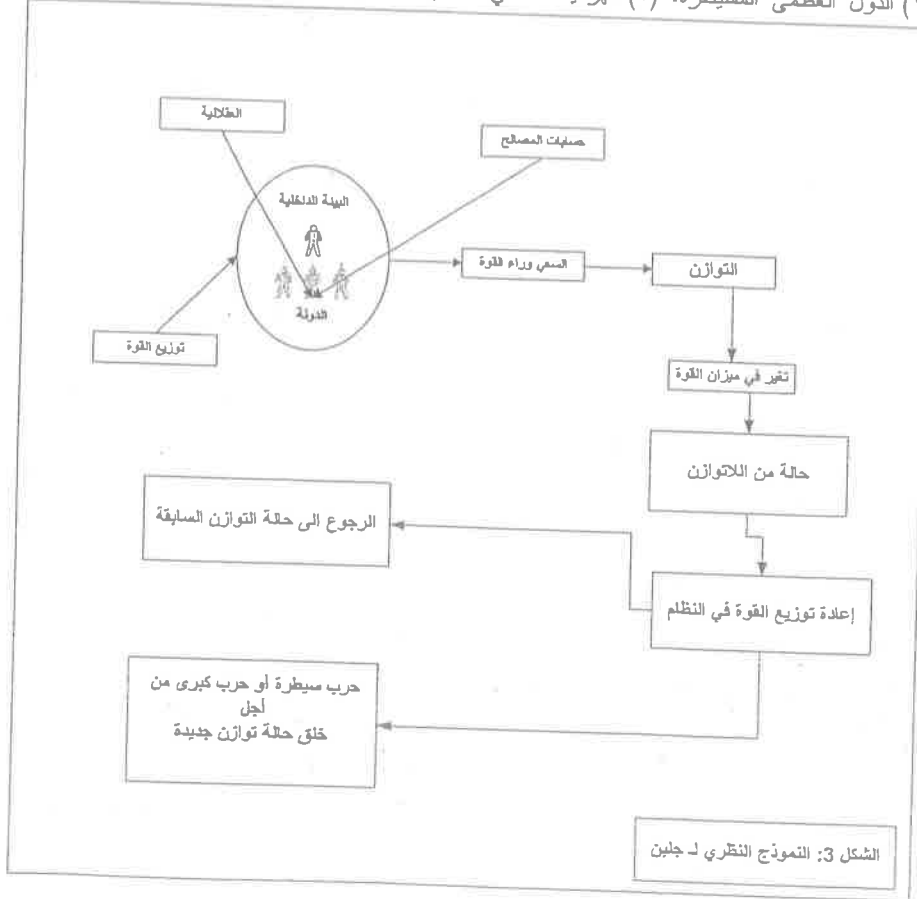 الدول العظمى
العقلانية
حسابات المصالح
البيئة الداخلية
السعي وراء القوة
التوازن
الدولة
توزيع القوة
تغير في ميزان القوة
حالة من اللاتوازن
الرجوع الى حالة التوازن السابقة
إعادة توزيع القوة في النظام
حرب سيطرة أو حرب كبرى من
أجل
خلق حالة توازن جديدة
الشكل 3: النموذج النظري لـ جلبن